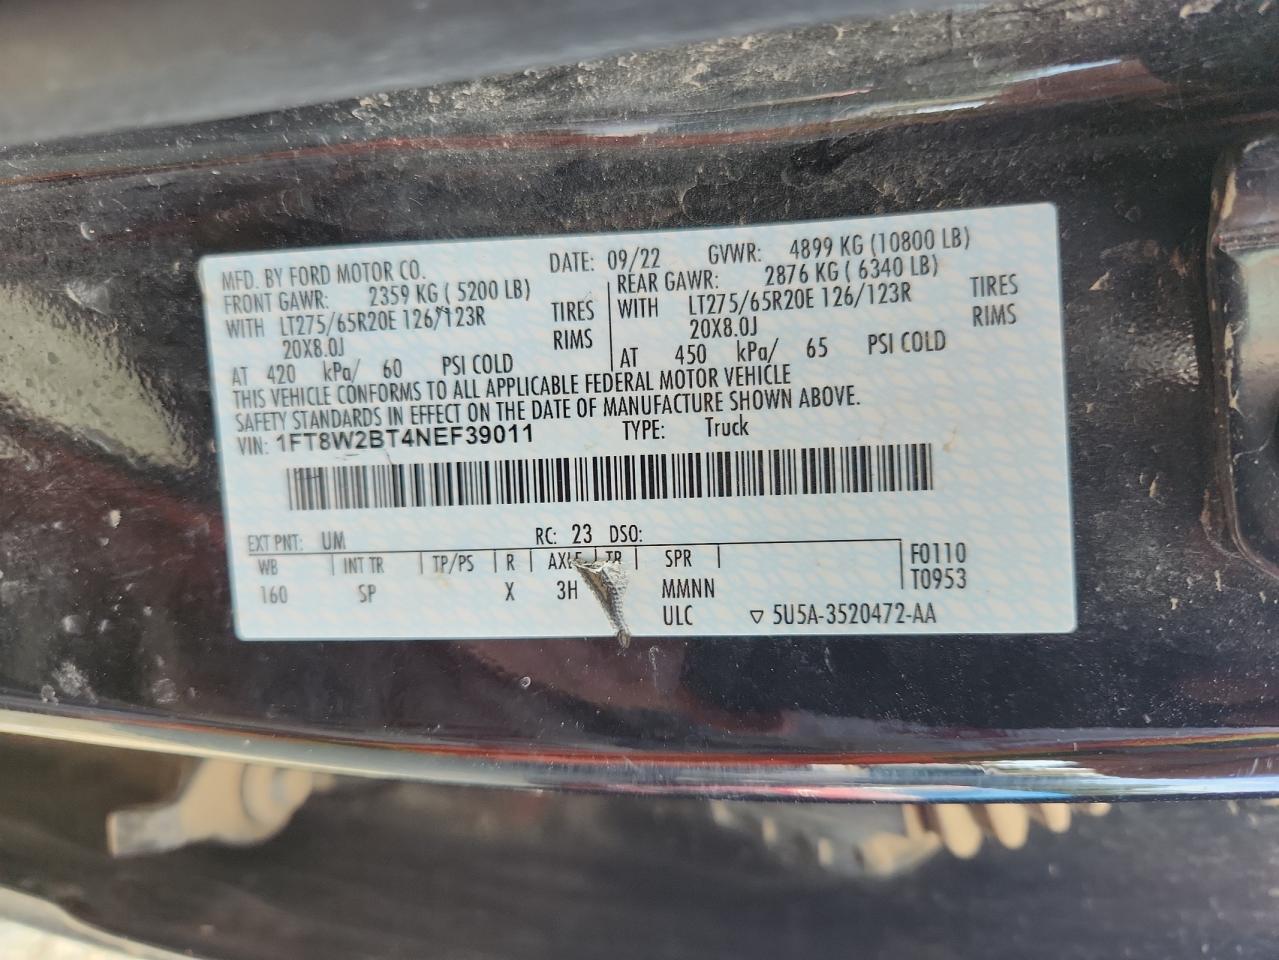 MFD. BY FORD MOTOR CO. DATE: 09/22 GVWR: 4899 KG (10800 LB)
FRONT GAWR: 2359 KG ( 5200 LB) REAR GAWR: 2876 KG ( 6340 LB)
WITH LT275/65R20E 126/123R TIRES WITH LT275/65R20E 126/123R TIRES
20X8.0J RIMS 20X8.0J RIMS
AT 420 kPa/ 60 PSI COLD AT 450 kPa/ 65 PSI COLD
THIS VEHICLE CONFORMS TO ALL APPLICABLE FEDERAL MOTOR VEHICLE
SAFETY STANDARDS IN EFFECT ON THE DATE OF MANUFACTURE SHOWN ABOVE.
VIN: 1FT8W2BT4NEF39011 TYPE: Truck
EXT PNT: UM RC: 23 DSO:
WB INT TR TP/PS R AXLE TR SPR F0110
160 SP X 3H MMNN T0953
ULC ▽ 5U5A-3520472-AA